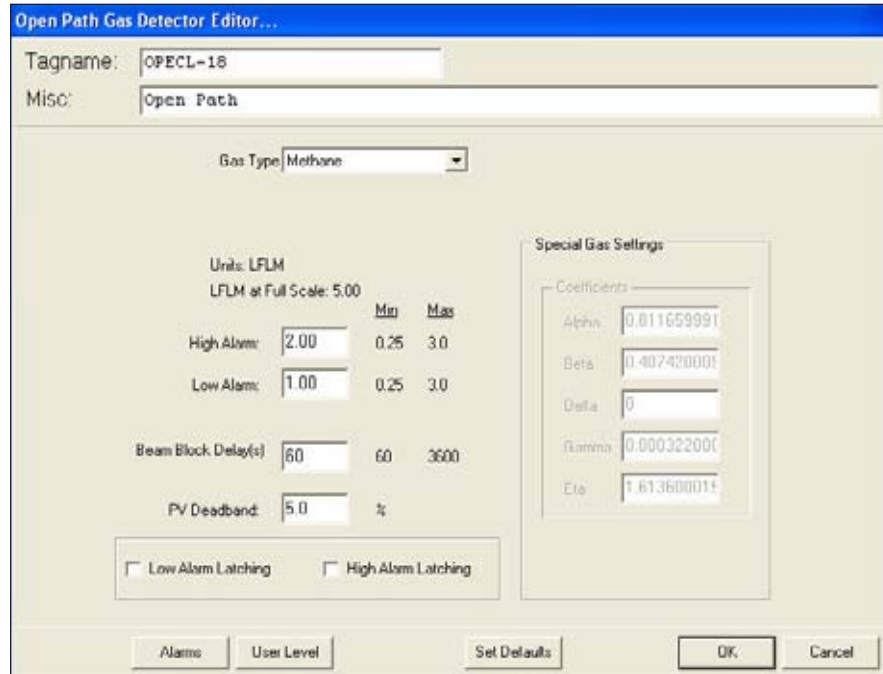 Open Path Gas Detector Editor...
Tagname: OPECL-18
Misc: Open Path
Gas Type Methane
Units: LFLM
LFLM at Full Scale: 5.00
Min Max
High Alarm: 2.00 0.25 3.0
Low Alarm: 1.00 0.25 3.0
Beam Block Delay(s) 60 60 3600
PV Deadband: 5.0 %
Low Alarm Latching High Alarm Latching
Special Gas Settings
Coefficients
Alpha 0.811659991
Beta 0.407420005
Delta 0
Gamma 0.000322000
Eta 1.613600015
Alarms User Level Set Defaults OK Cancel